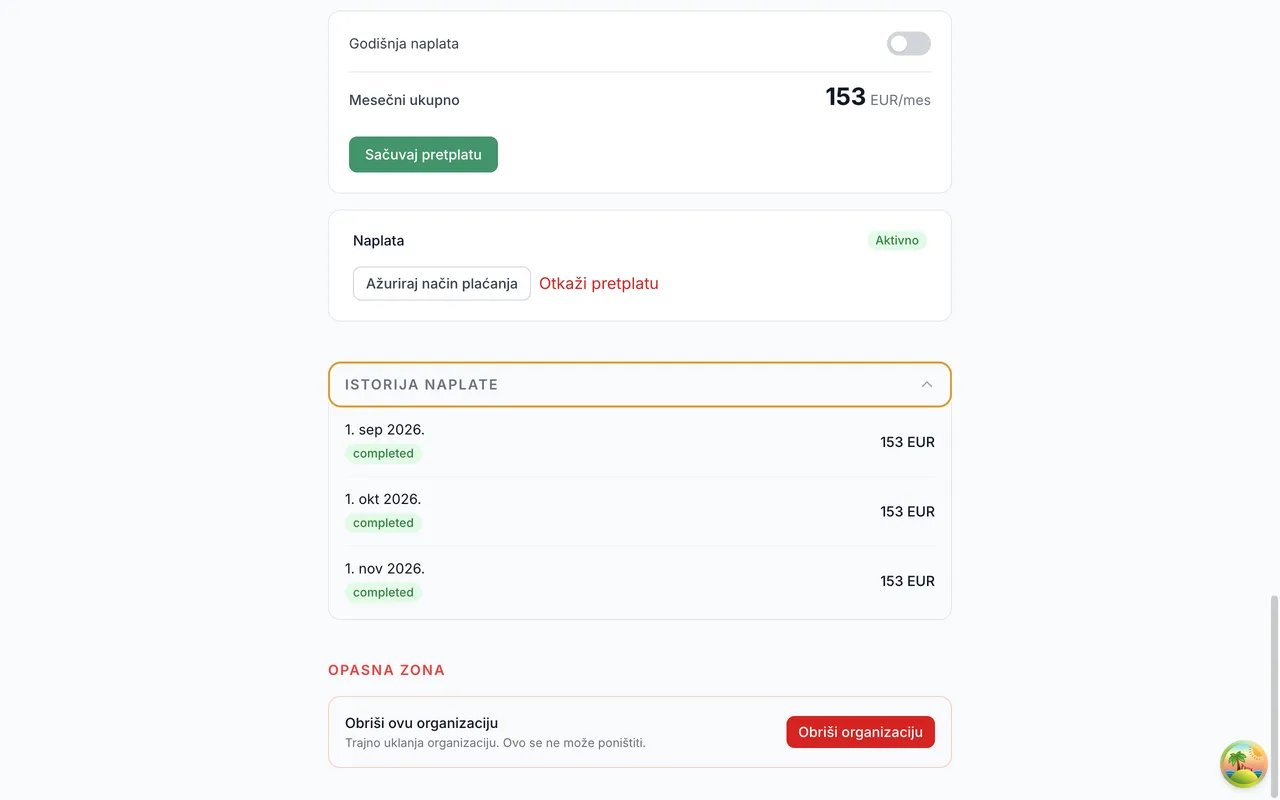 Godišnja naplata
Mesečni ukupno
153 EUR/mes
Sačuvaj pretplatu
Naplata
Aktivno
Ažuriraj način plaćanja
Otkaži pretplatu
ISTORIJA NAPLATE
1. sep 2026.
completed
153 EUR
1. okt 2026.
completed
153 EUR
1. nov 2026.
completed
153 EUR
OPASNA ZONA
Obriši ovu organizaciju
Trajno uklanja organizaciju. Ovo se ne može poništiti.
Obriši organizaciju